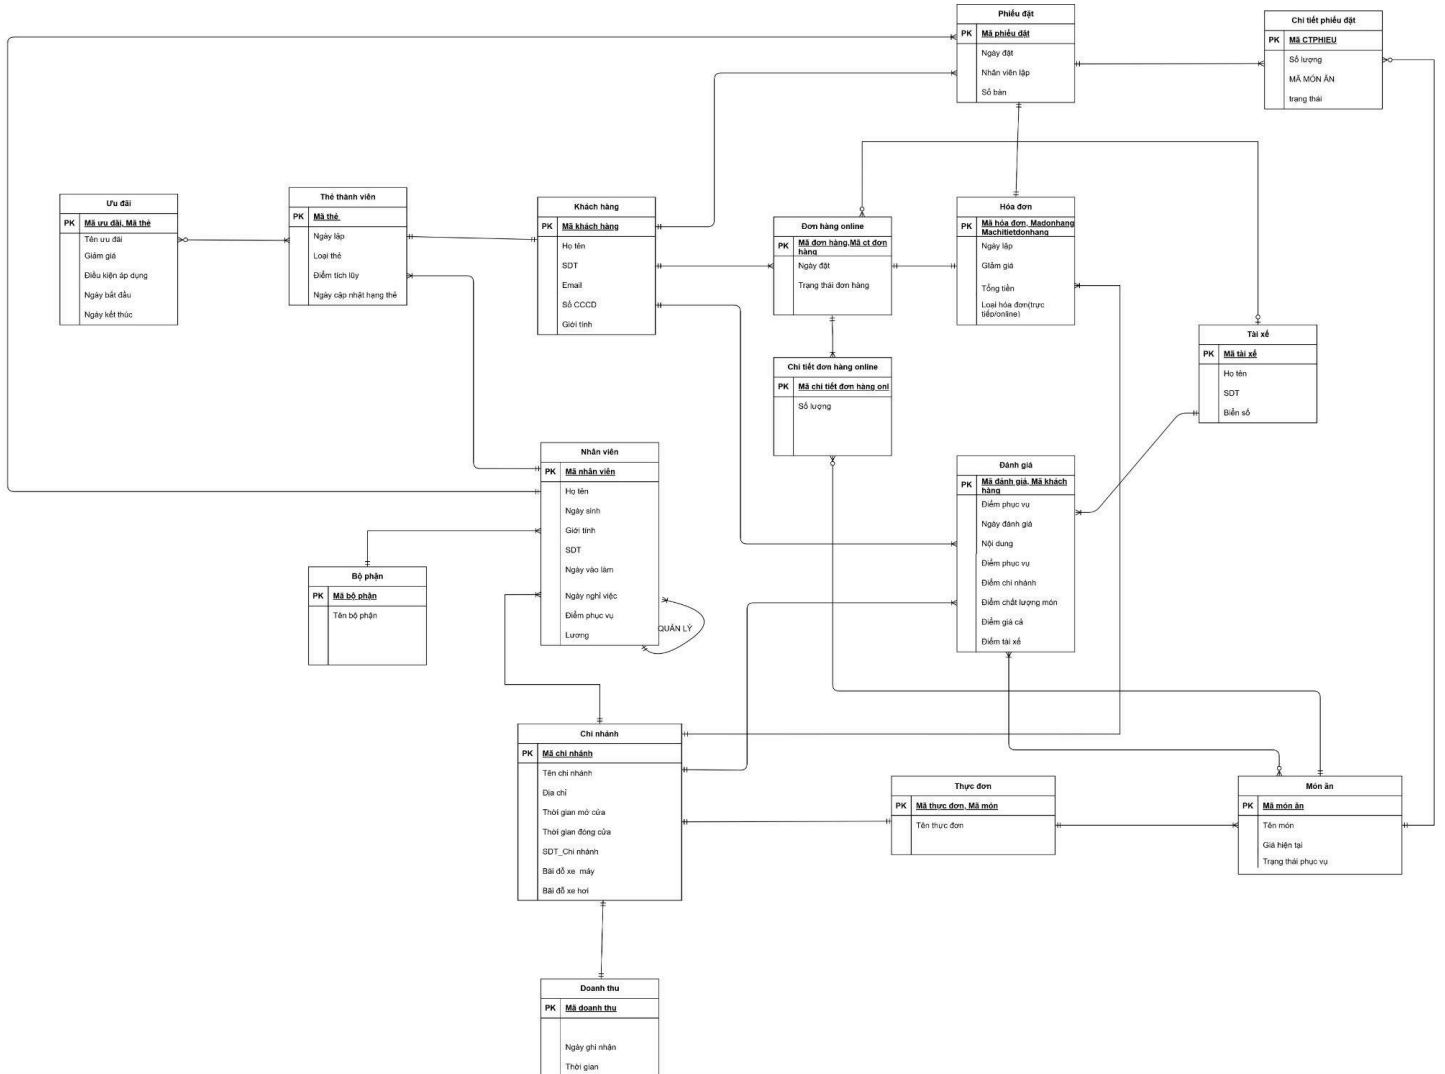 Phiếu đặt
PK Mã phiếu đặt
Ngày đặt
Nhân viên lập
Số bàn
Chi tiết phiếu đặt
PK Mã CTPHIEU
Số lượng
MÃ MÓN ĂN
trạng thái
Ưu đãi
PK Mã ưu đãi, Mã thẻ
Tên ưu đãi
Giảm giá
Điều kiện áp dụng
Ngày bắt đầu
Ngày kết thúc
Thẻ thành viên
PK Mã thẻ
Ngày lập
Loại thẻ
Điểm tích lũy
Ngày cập nhật hạng thẻ
Khách hàng
PK Mã khách hàng
Họ tên
SDT
Email
Số CCCD
Giới tính
Đơn hàng online
PK Mã đơn hàng,Mã ct đơn
hàng
Ngày đặt
Trạng thái đơn hàng
Hóa đơn
PK Mã hóa đơn, Madonhang
Machitietdonhang
Ngày lập
Giảm giá
Tổng tiền
Loại hóa đơn(trực
tiếp/online)
Tài xế
PK Mã tài xế
Họ tên
SDT
Biển số
Chi tiết đơn hàng online
PK Mã chi tiết đơn hàng onl
Số lượng
Nhân viên
PK Mã nhân viên
Họ tên
Ngày sinh
Giới tính
SDT
Ngày vào làm
Ngày nghỉ việc
Điểm phục vụ
Lương
QUẢN LÝ
Đánh giá
PK Mã đánh giá, Mã khách
hàng
Điểm phục vụ
Ngày đánh giá
Nội dung
Điểm phục vụ
Điểm chi nhánh
Điểm chất lượng món
Điểm giá cả
Điểm tài xế
Bộ phận
PK Mã bộ phận
Tên bộ phận
Chi nhánh
PK Mã chi nhánh
Tên chi nhánh
Địa chỉ
Thời gian mở cửa
Thời gian đóng cửa
SDT_Chi nhánh
Bãi đỗ xe máy
Bãi đỗ xe hơi
Thực đơn
PK Mã thực đơn, Mã món
Tên thực đơn
Món ăn
PK Mã món ăn
Tên món
Giá hiện tại
Trạng thái phục vụ
Doanh thu
PK Mã doanh thu
Ngày ghi nhận
Thời gian